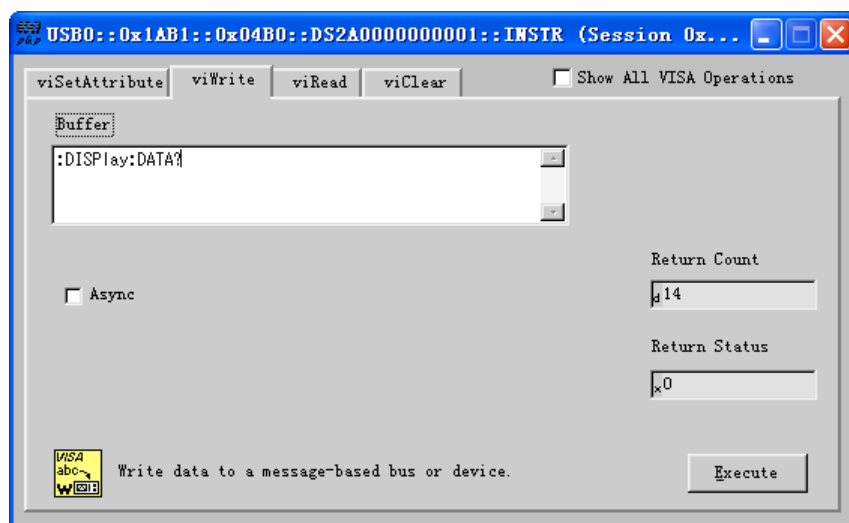 USB0::0x1AB1::0x04B0::DS2A0000000001::INSTR (Session 0x...
viSetAttribute viWrite viRead viClear Show All VISA Operations
Buffer
:DISPlay:DATA?
Return Count
d 14
Async
Return Status
x 0
VISA
abc
W
Write data to a message-based bus or device.
Execute